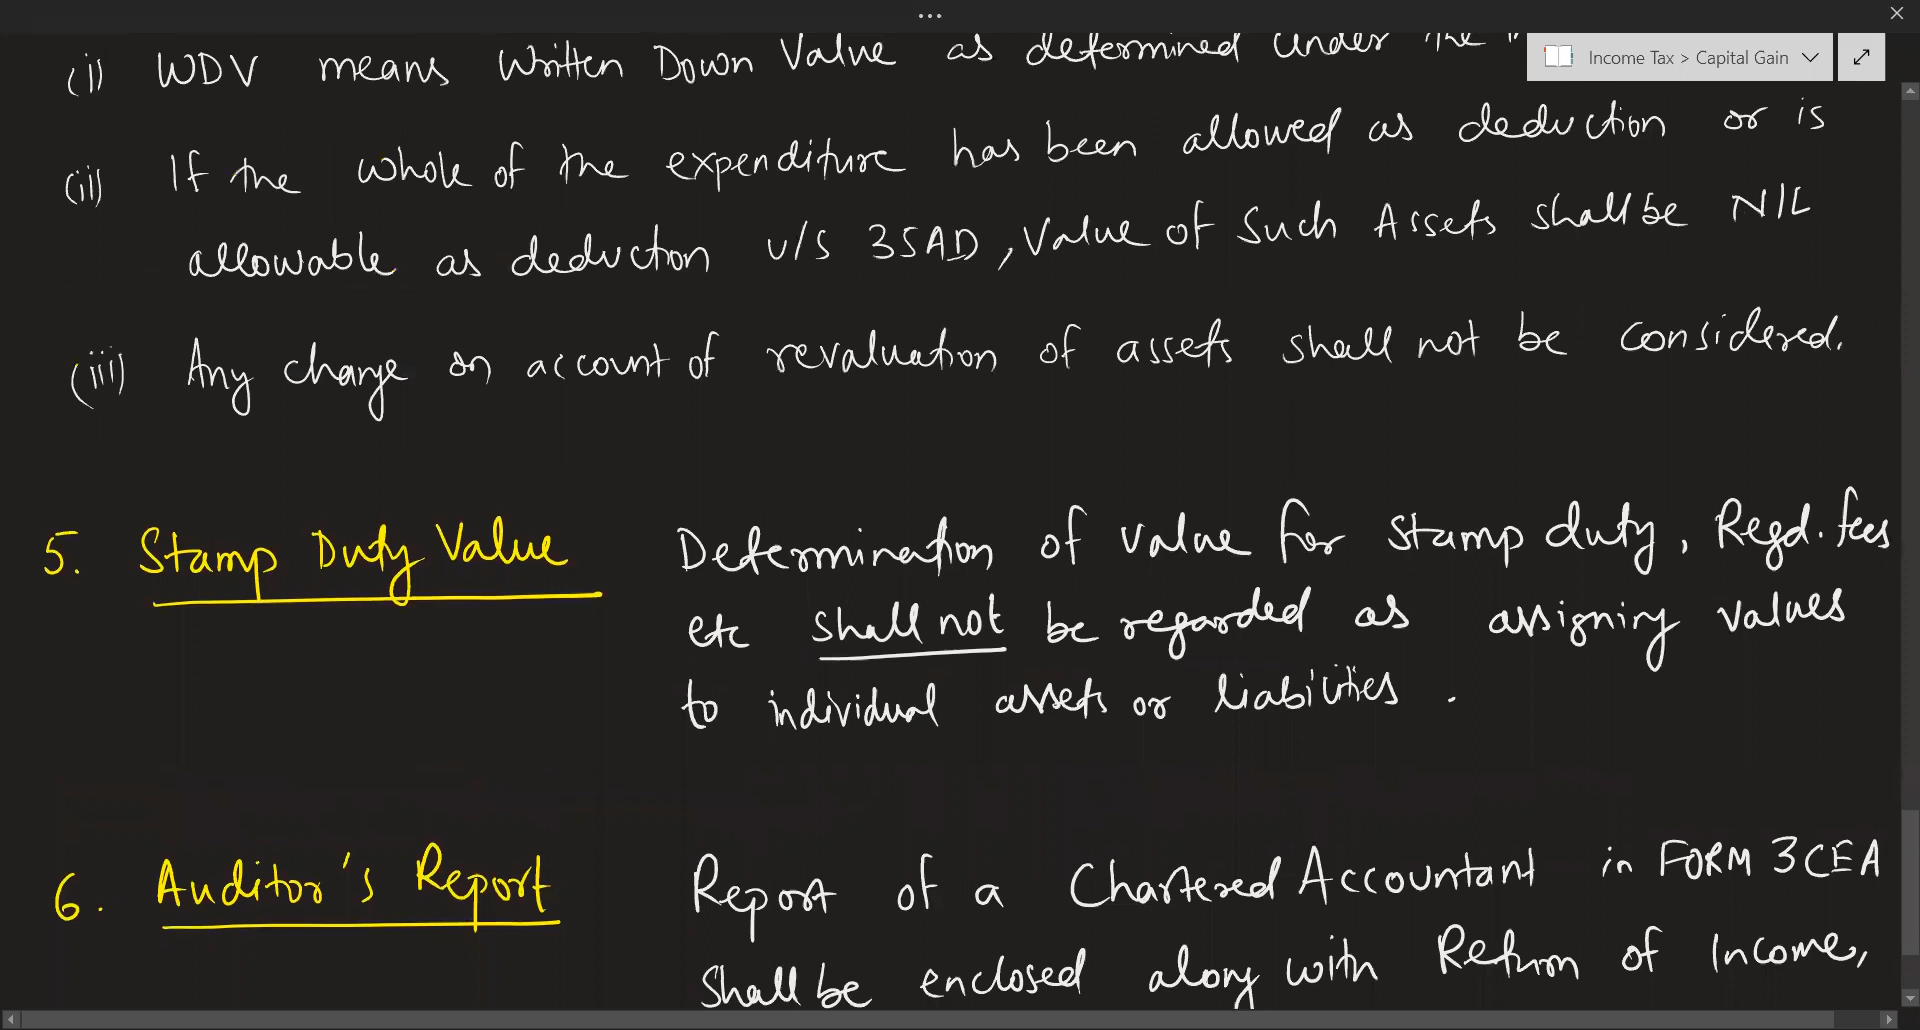 Income Tax > Capital Gain
(i) WDV means Written Down Value as determined under the
(ii) If the whole of the expenditure has been allowed as deduction or is
allowable as deduction u/s 35AD, Value of Such Assets shall be NIL
(iii) Any change on account of revaluation of assets shall not be considered.
5. Stamp Duty Value Determination of value for stamp duty, Regd. fees
etc shall not be regarded as assigning values
to individual assets or liabilities.
6. Auditor's Report Report of a Chartered Accountant in FORM 3CEA
Shall be enclosed along with Return of Income,